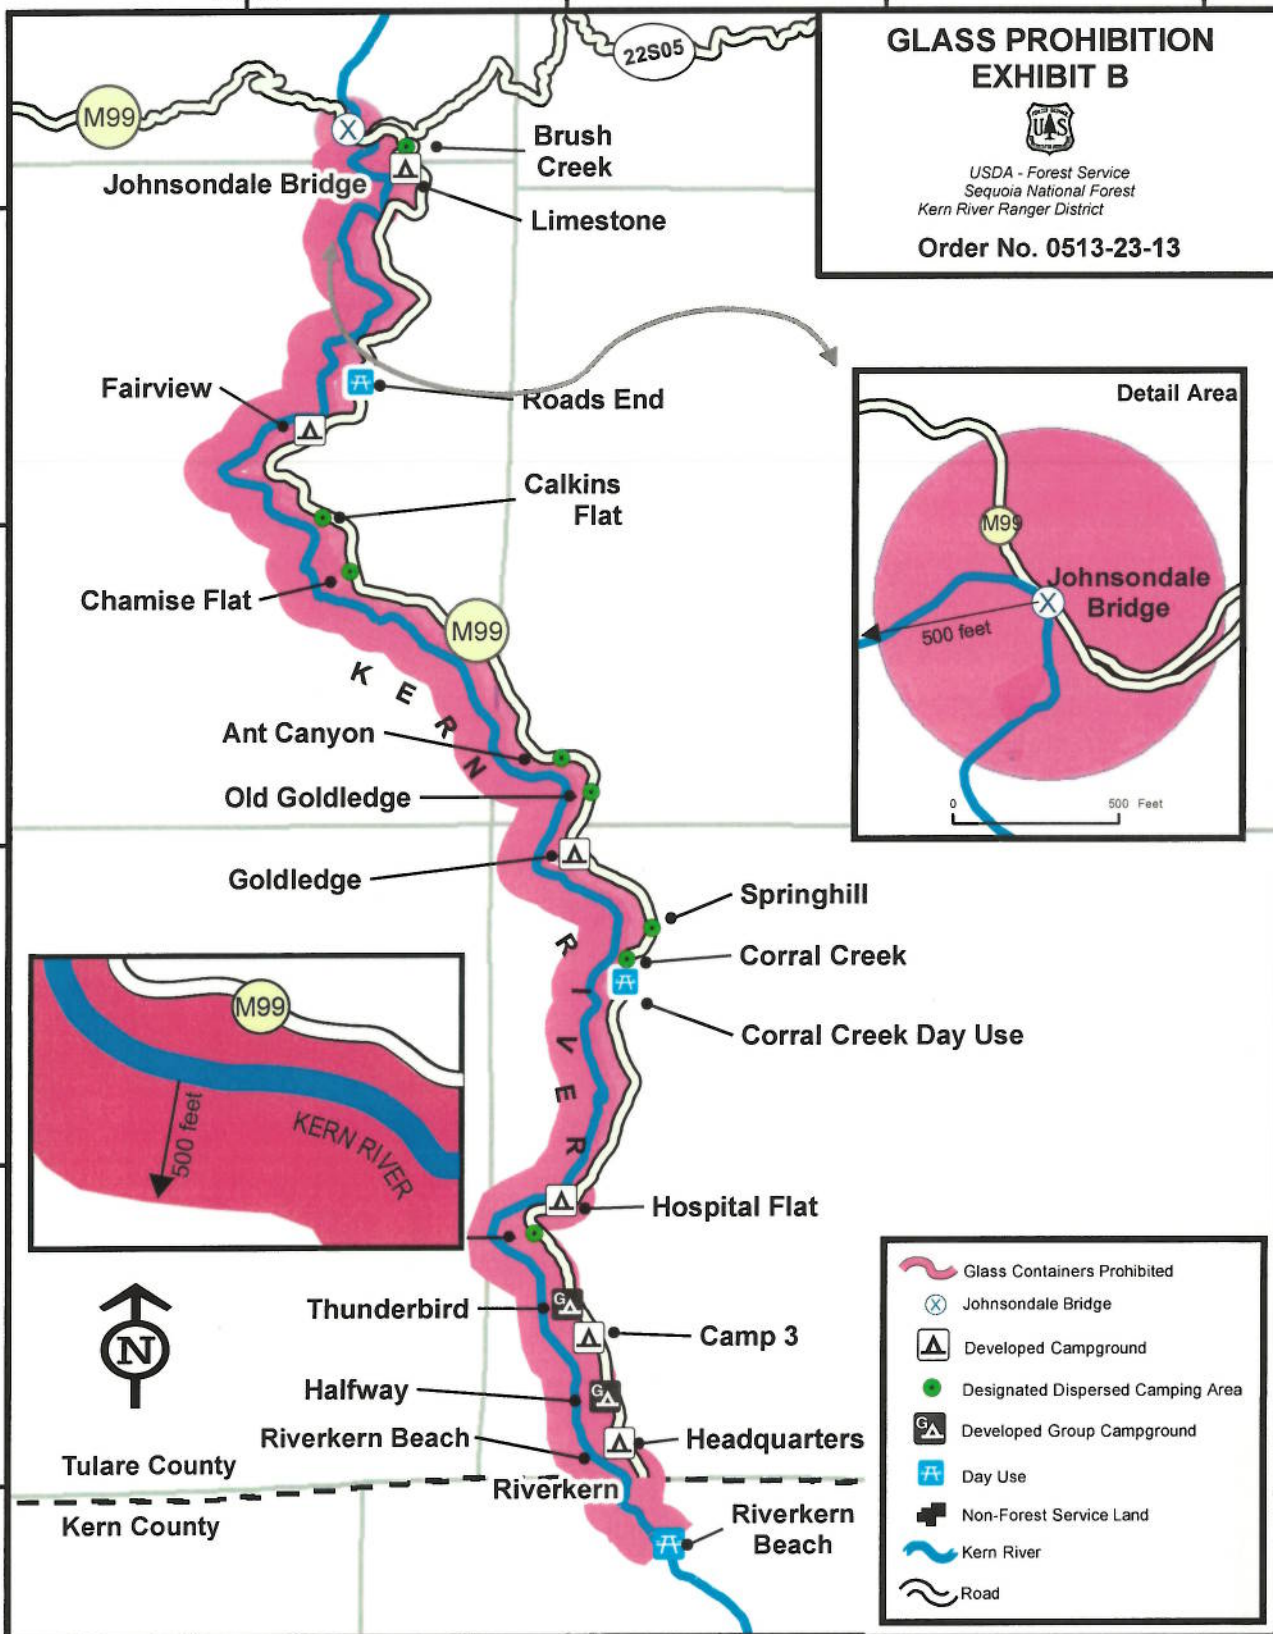 GLASS PROHIBITION
EXHIBIT B
US
USDA - Forest Service
Sequoia National Forest
Kern River Ranger District
Order No. 0513-23-13
22S05
M99
X
Brush
Creek
Johnsondale Bridge
Limestone
Fairview
Roads End
Calkins
Flat
Chamise Flat
M99
KERN
Ant Canyon
Old Goldledge
Goldledge
Springhill
Corral Creek
Corral Creek Day Use
RIVER
Hospital Flat
Thunderbird
G
Camp 3
Halfway
G
Riverkern Beach
Headquarters
Tulare County
Riverkern
Kern County
Riverkern
Beach
N
Detail Area
M99
Johnsondale
Bridge
X
500 feet
0 500 Feet
M99
500 feet
KERN RIVER
Glass Containers Prohibited
X Johnsondale Bridge
Developed Campground
Designated Dispersed Camping Area
G Developed Group Campground
Day Use
Non-Forest Service Land
Kern River
Road